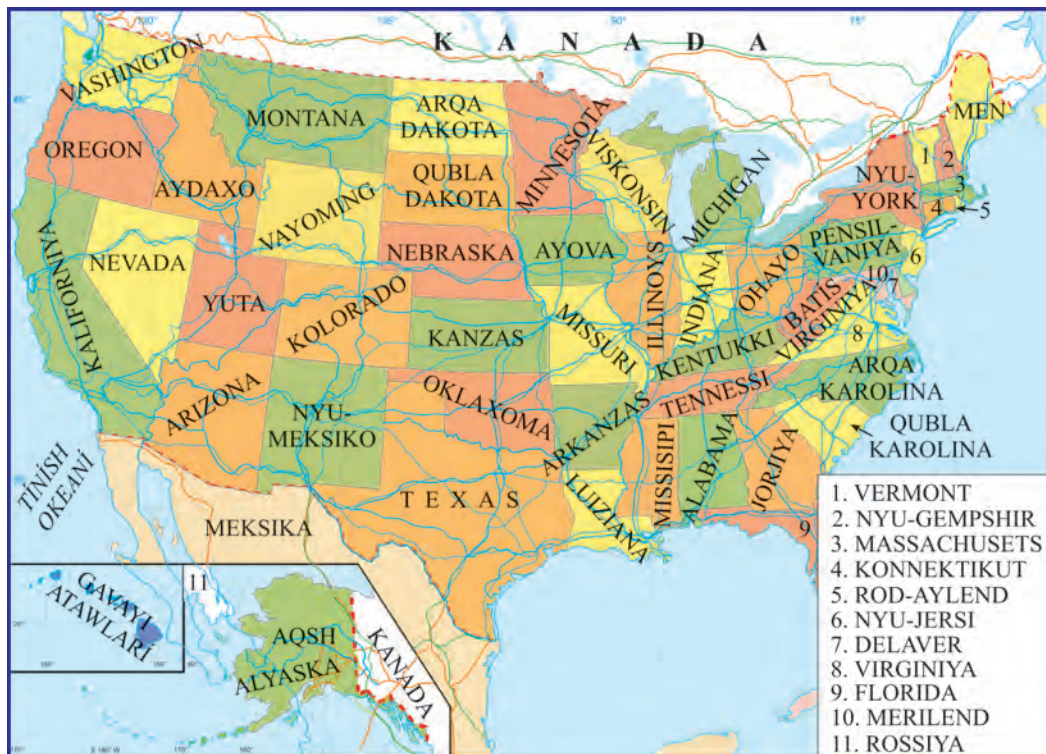 K A N A D A
VASHINGTON
MONTANA
ARQA
DAKOTA
MINNESOTA
MEN
OREGON
AYDAXO
QUBLA
DAKOTA
VISKONSIN
MICHIGAN
NYU-
YORK
1
2
3
4
5
VAYOMING
NEBRASKA
AYOVA
PENSIL-
VANIYA
6
KALIFORNIYA
NEVADA
YUTA
KOLORADO
KANZAS
MISSURI
ILLINOYS
INDIANA
OHAYO
BATIS
VIRGINIYA
10
7
8
KENTUKKI
ARIZONA
NYU-
MEKSIKO
OKLAXOMA
ARKANZAS
TENNESSI
ARQA
KAROLINA
QUBLA
KAROLINA
TEXAS
LUIZIANA
MISSISIPI
ALABAMA
JORJIYA
9
TINISH
OKEANİ
MEKSIKA
GAVAYI
ATAWLARİ
11
AQSH
ALYASKA
KANADA
1. VERMONT
2. NYU-GEMPSHIR
3. MASSACHUSETS
4. KONNEKTIKUT
5. ROD-AYLEND
6. NYU-JERSI
7. DELAVER
8. VIRGINIYA
9. FLORIDA
10. MERILEND
11. ROSSIYA